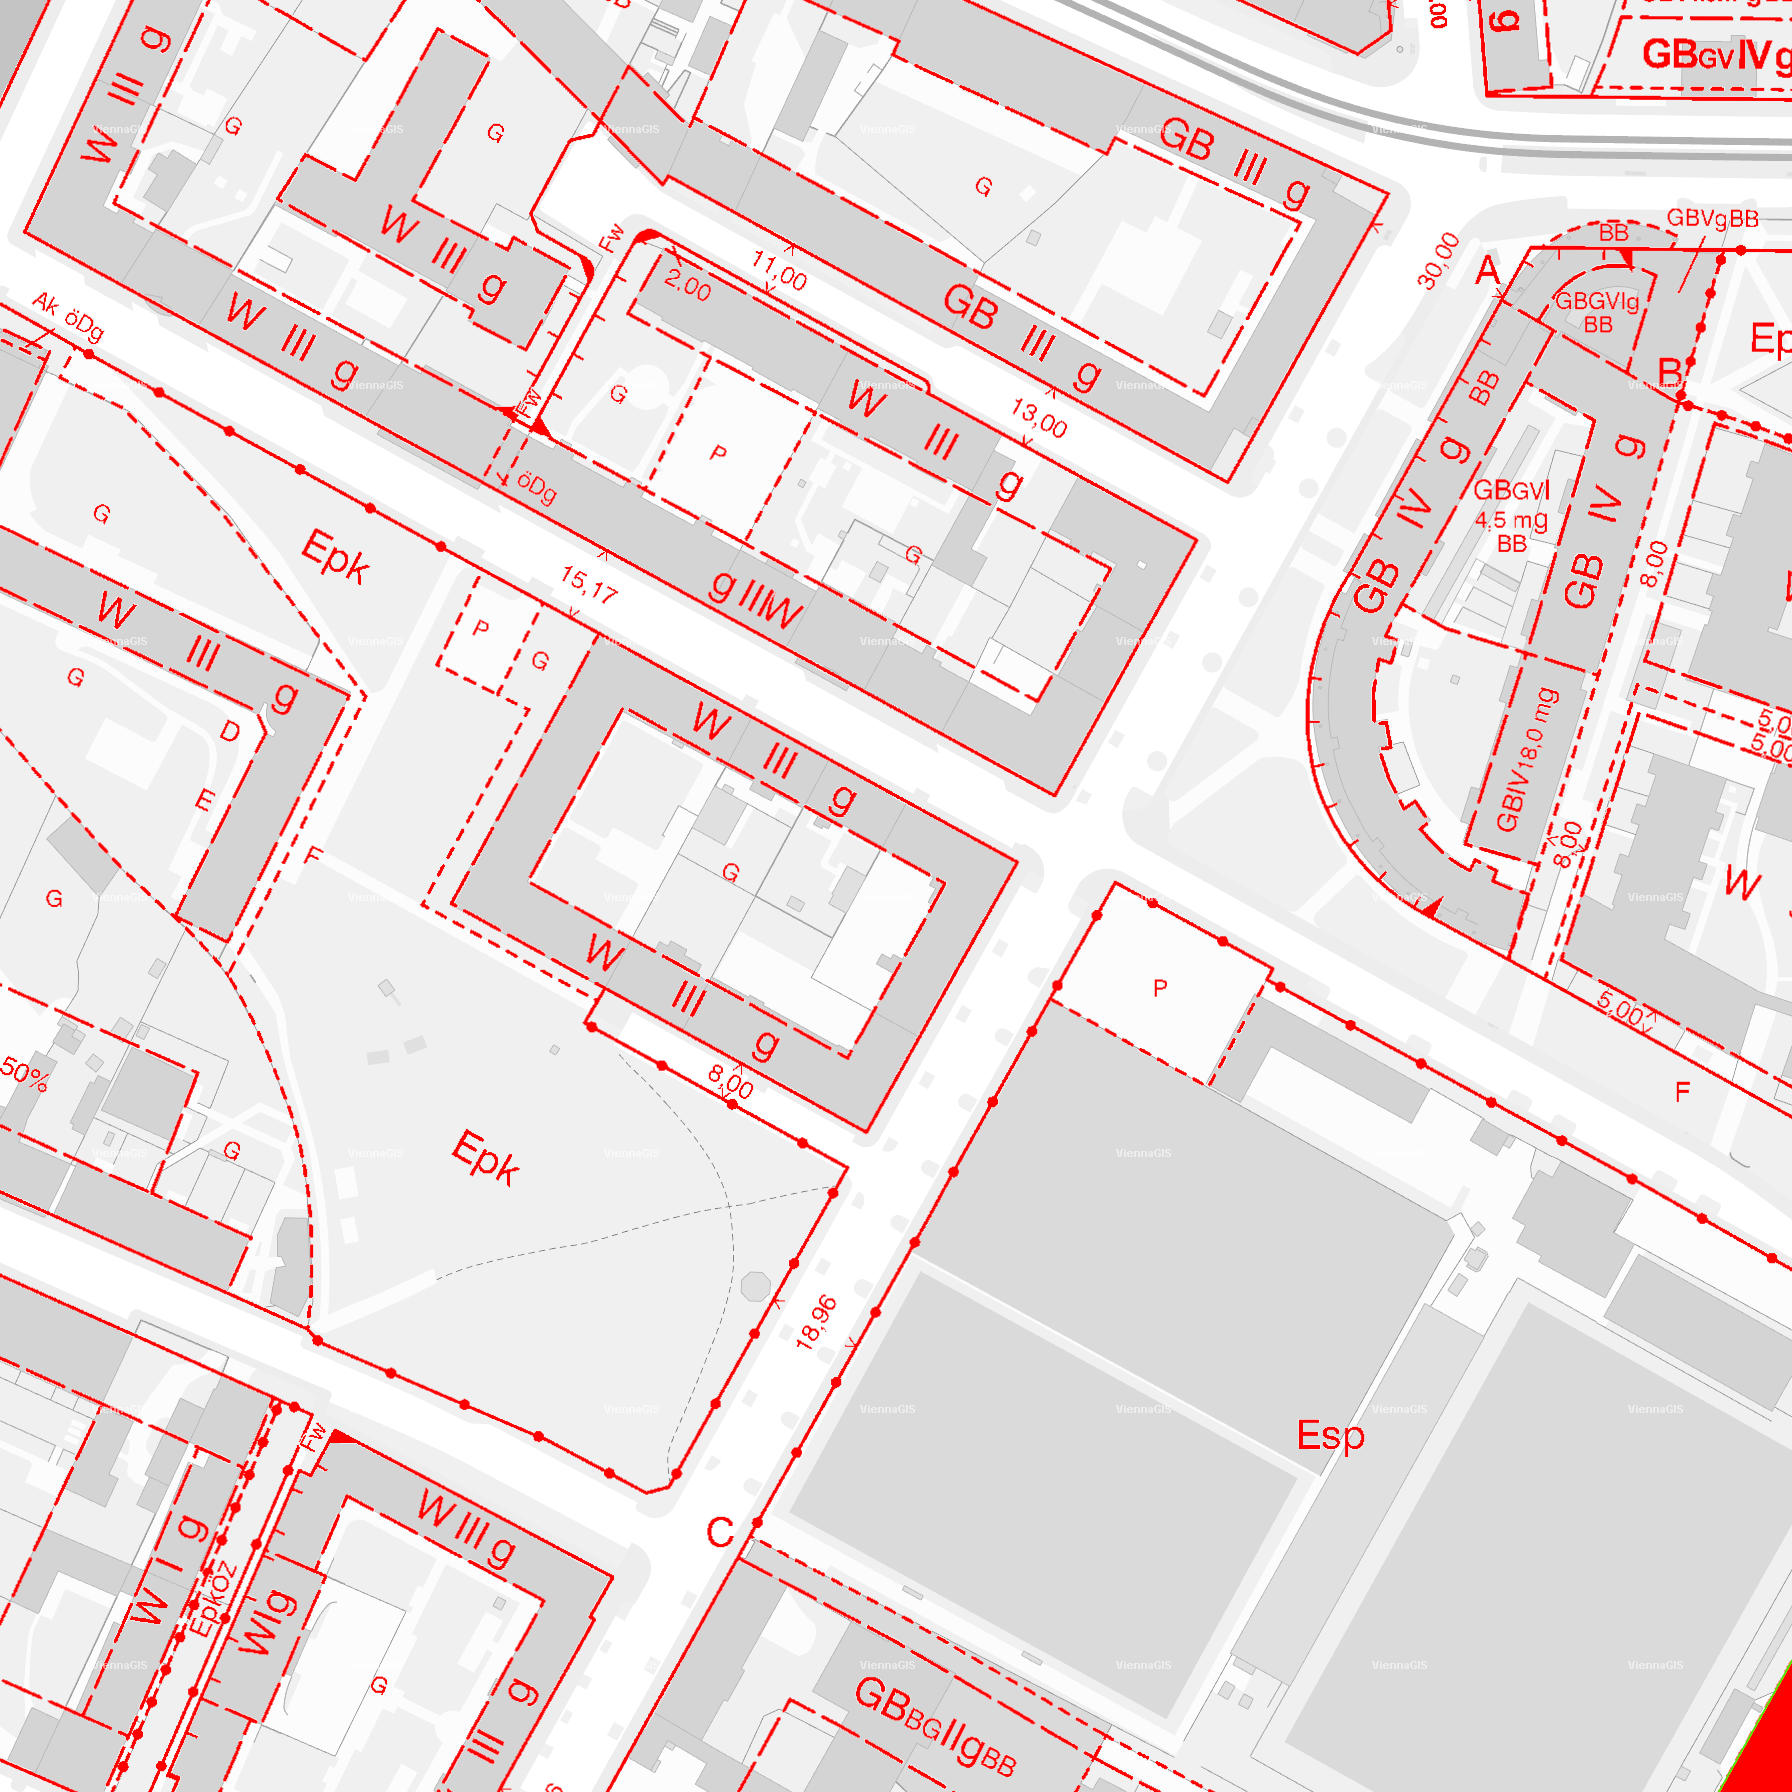 g
GBGVIVg
W III g
G
G
GB III g
G
GBVgBB
BB
W III g
Fw
11,00
2,00
30,00
A
GBGVIg
BB
Ep
Ak öDg
W III g
GB III g
B
BB
G
Fw
W III g
13,00
P
öDg
G
GB IV g
GBGVI
4,5 mg
BB
GB IV g
8,00
Epk
15,17
g III W
G
W III g
P
G
G
D
E
F
W III g
GBIV 18,0 mg
5,00
8,00
G
G
W
W III g
P
5,00
F
50%
8,00
G
Epk
18,96
Esp
Fw
C
W III g
W I g
EpkÖZ
WIg
G
III g
GBBGIIgBB
ViennaGIS